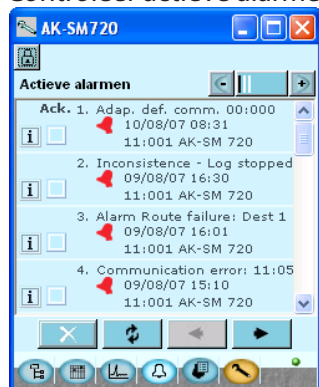 AK-SM720
Actieve alarmen
Ack. 1. Adap. def. comm. 00:000
10/08/07 08:31
11:001 AK-SM 720
2. Inconsistence - Log stopped
09/08/07 16:30
11:001 AK-SM 720
3. Alarm Route failure: Dest 1
09/08/07 16:01
11:001 AK-SM 720
4. Communication error: 11:05
09/08/07 15:10
11:001 AK-SM 720